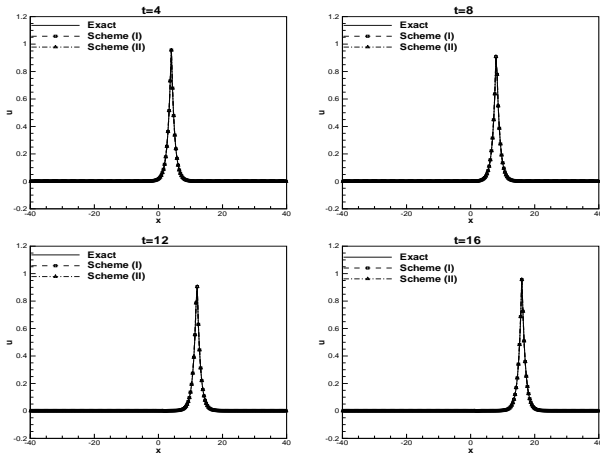 t=4
Exact
Scheme (I)
Scheme (II)
1.2
1
0.8
0.6
0.4
0.2
0
-0.2
u
-40
-20
0
20
40
x
t=8
Exact
Scheme (I)
Scheme (II)
1.2
1
0.8
0.6
0.4
0.2
0
-0.2
u
-40
-20
0
20
40
x
t=12
Exact
Scheme (I)
Scheme (II)
1.2
1
0.8
0.6
0.4
0.2
0
-0.2
u
-40
-20
0
20
40
x
t=16
Exact
Scheme (I)
Scheme (II)
1.2
1
0.8
0.6
0.4
0.2
0
-0.2
u
-40
-20
0
20
40
x